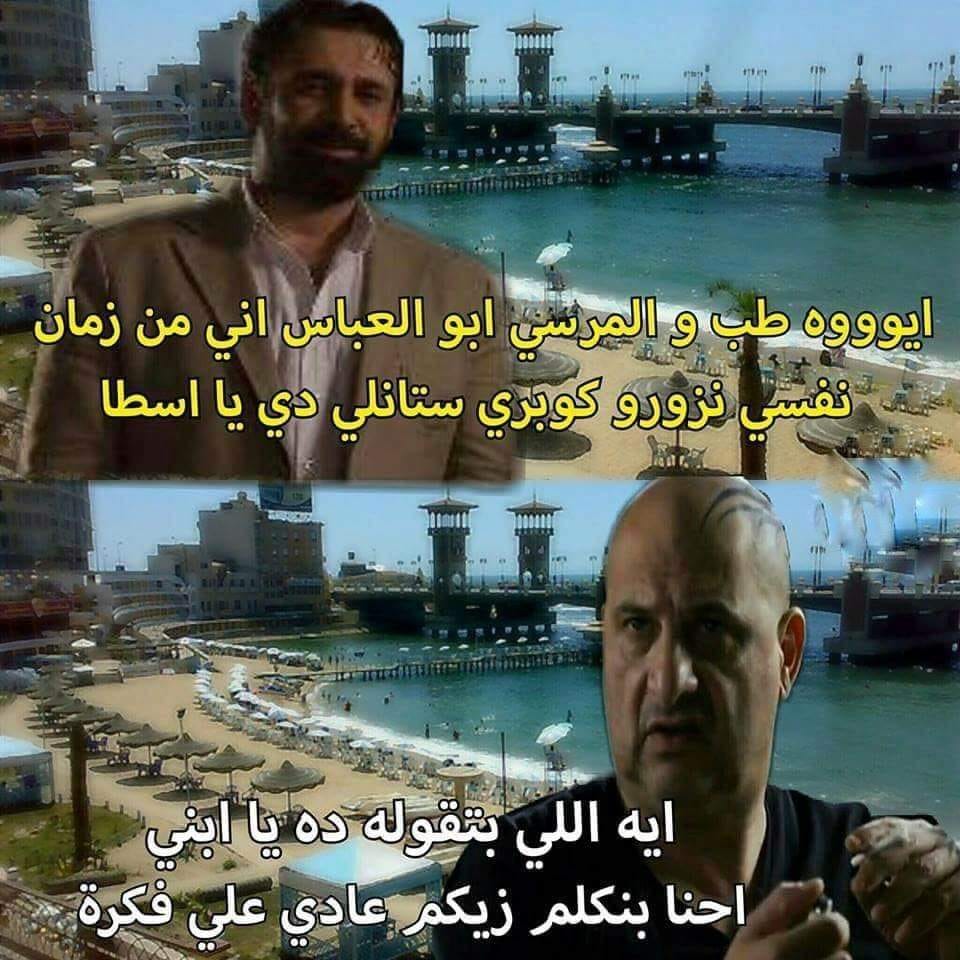 ايوووه طب و المرسي ابو العباس اني من زمان
نفسي نزورو كوبري ستانلي دي يا اسطا
ايه اللي بتقوله ده يا ابني
احنا بنكلم زيكم عادي علي فكرة